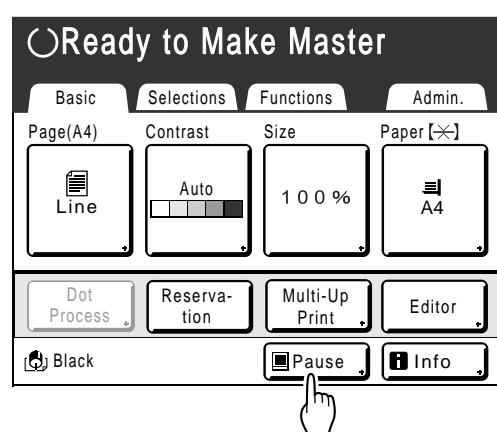 Ready to Make Master
Basic Selections Functions Admin.
Page(A4) Contrast Size Paper【⚹】
Line Auto 100% A4
Dot Process Reserva-
tion Multi-Up Print Editor
Black Pause i Info